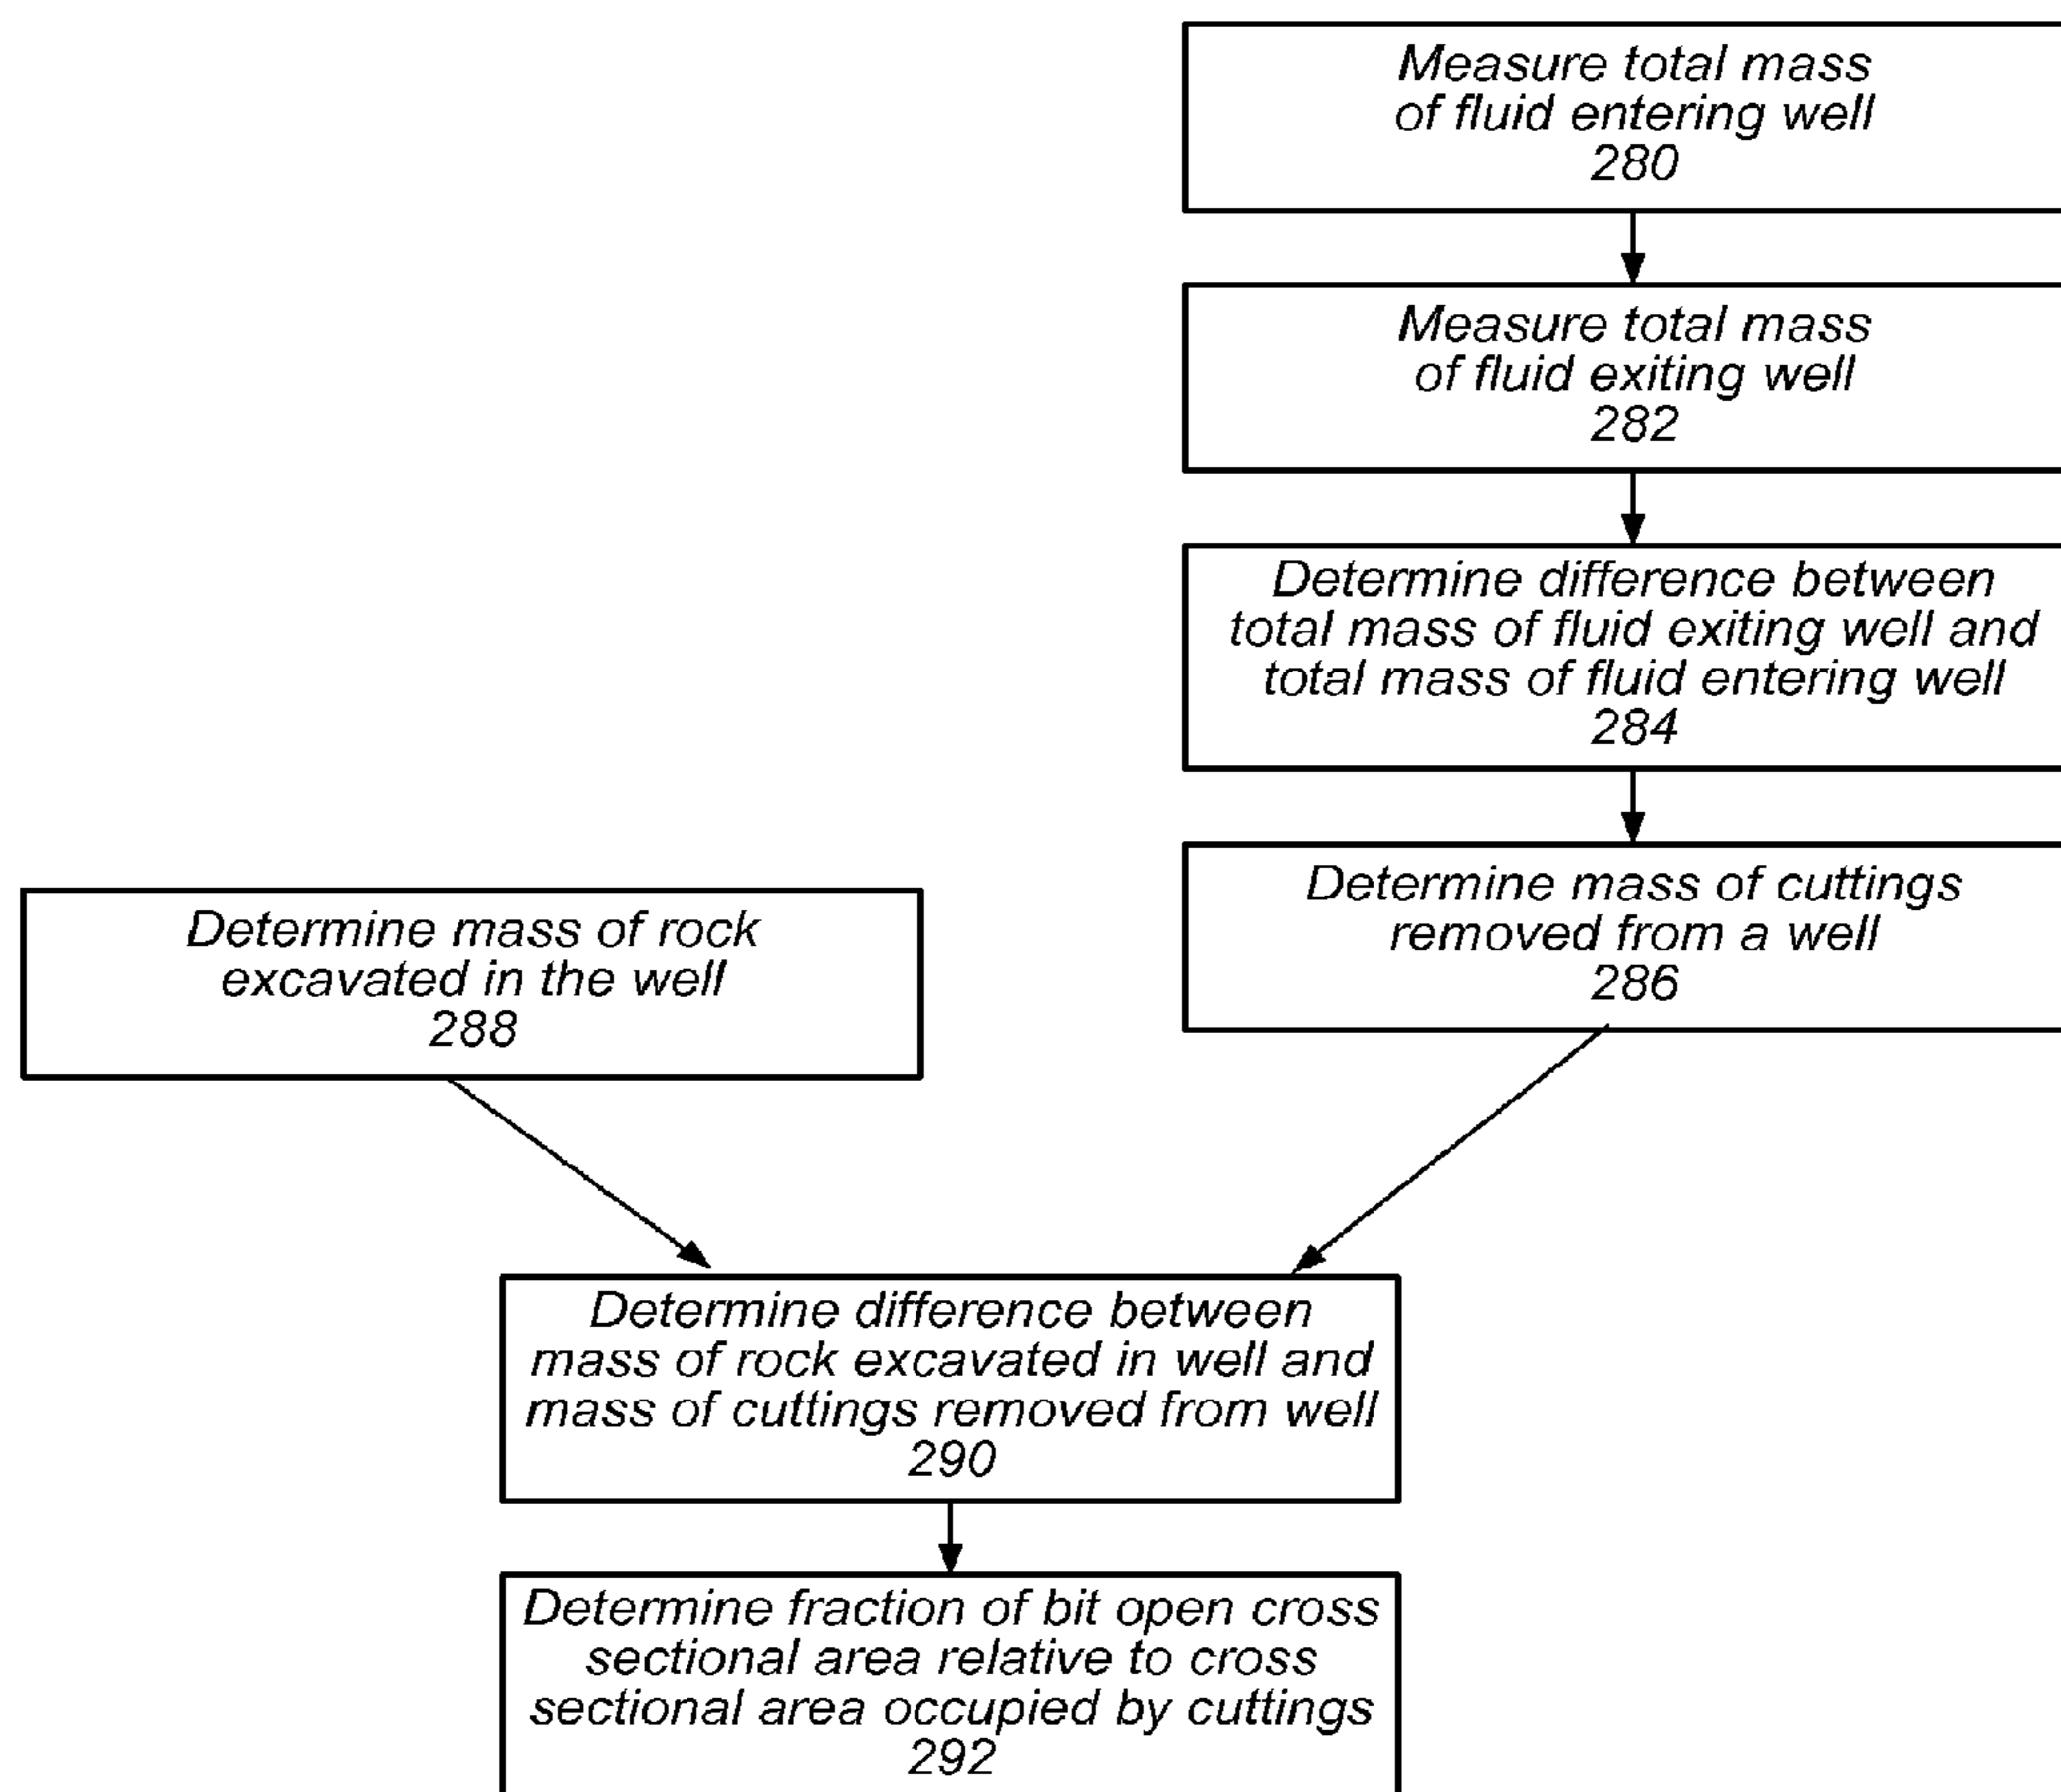 Measure total mass
of fluid entering well
280
Measure total mass
of fluid exiting well
282
Determine difference between
total mass of fluid exiting well and
total mass of fluid entering well
284
Determine mass of cuttings
removed from a well
286
Determine mass of rock
excavated in the well
288
Determine difference between
mass of rock excavated in well and
mass of cuttings removed from well
290
Determine fraction of bit open cross
sectional area relative to cross
sectional area occupied by cuttings
292